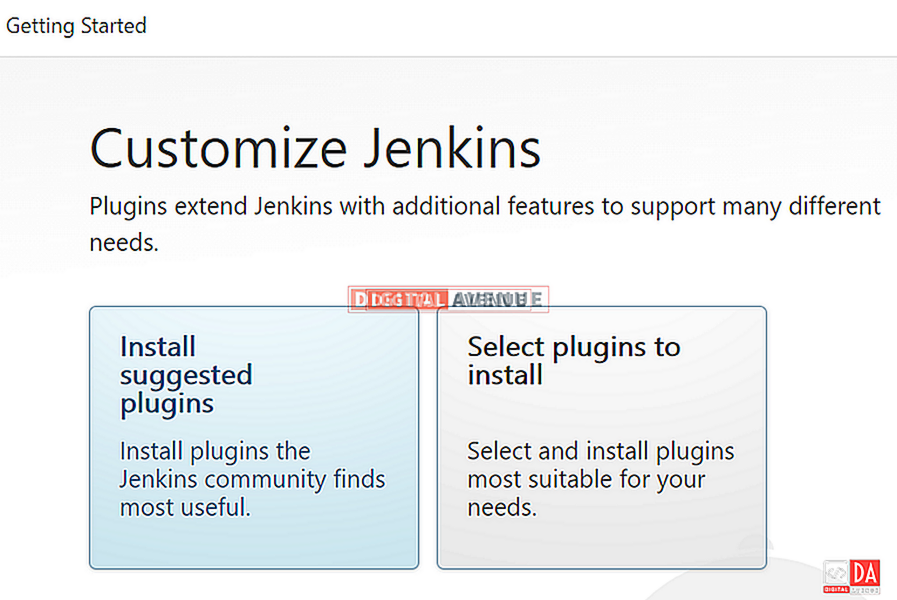 Getting Started
Customize Jenkins
Plugins extend Jenkins with additional features to support many different
needs.
DIGITAL AVENUE
Install
suggested
plugins
Install plugins the
Jenkins community finds
most useful.
Select plugins to
install
Select and install plugins
most suitable for your
needs.
DA
DIGITAL